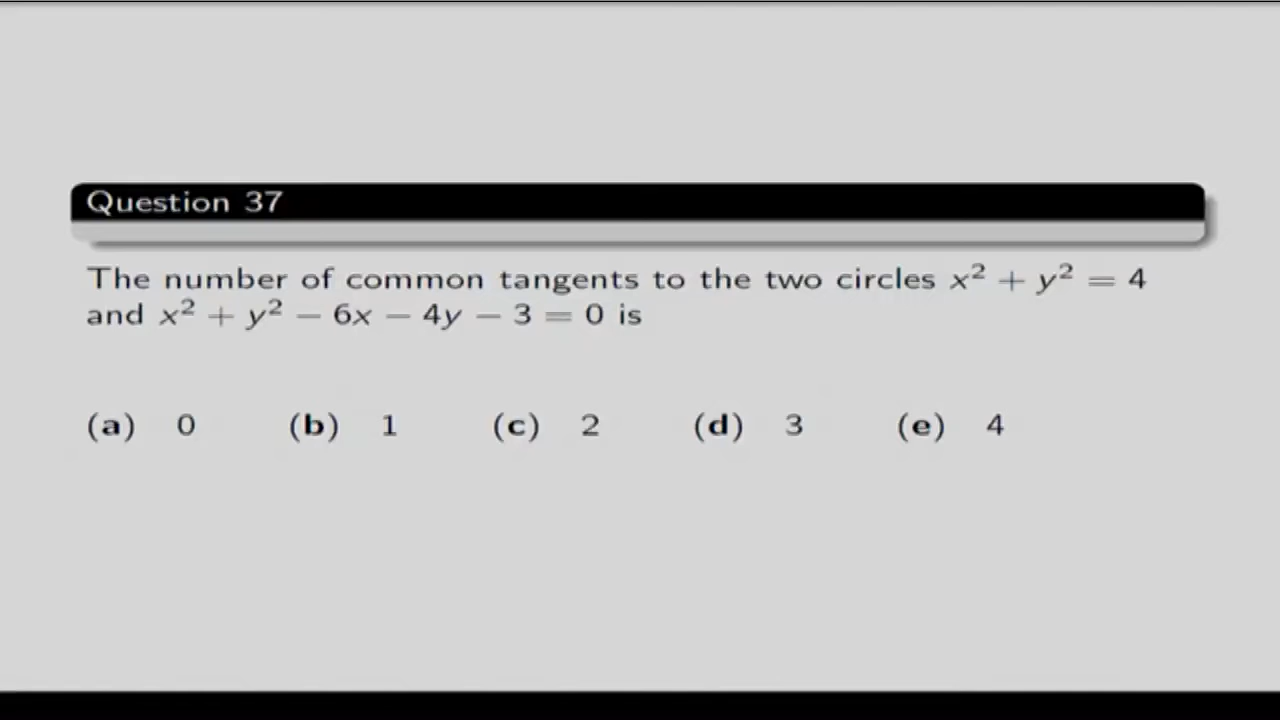 Question 37
The number of common tangents to the two circles x² + y² = 4
and x² + y² − 6x − 4y − 3 = 0 is
(a) 0 (b) 1 (c) 2 (d) 3 (e) 4